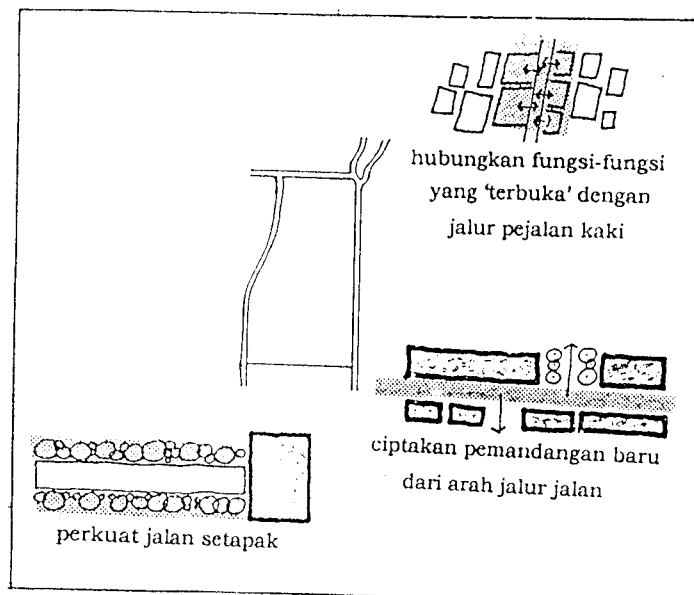 hubungkan fungsi-fungsi
yang 'terbuka' dengan
jalur pejalan kaki
ciptakan pemandangan baru
dari arah jalur jalan
perkuat jalan setapak